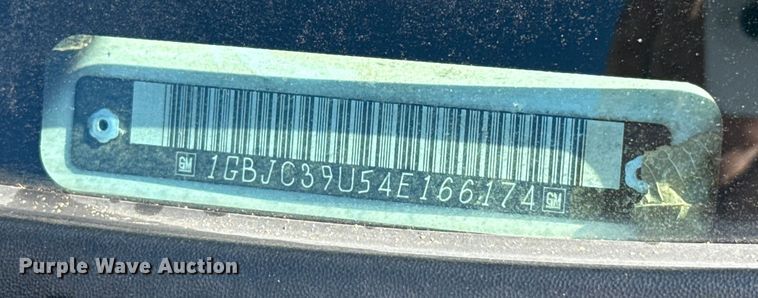 GM 1GBJC39U54E166174 GM
Purple Wave Auction